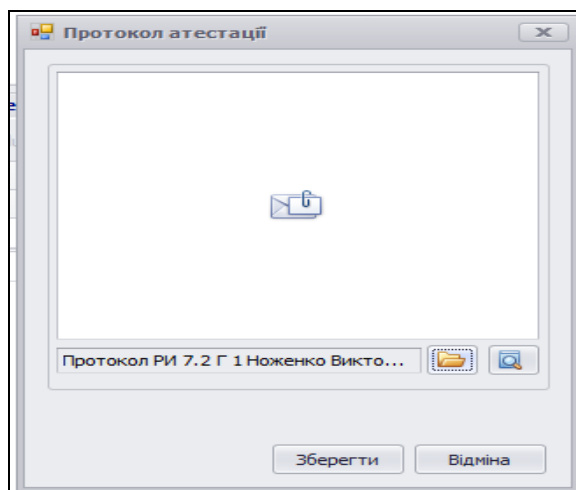 Протокол атестації
Протокол РИ 7.2 Г 1 Ноженко Викто...
Зберегти Відміна